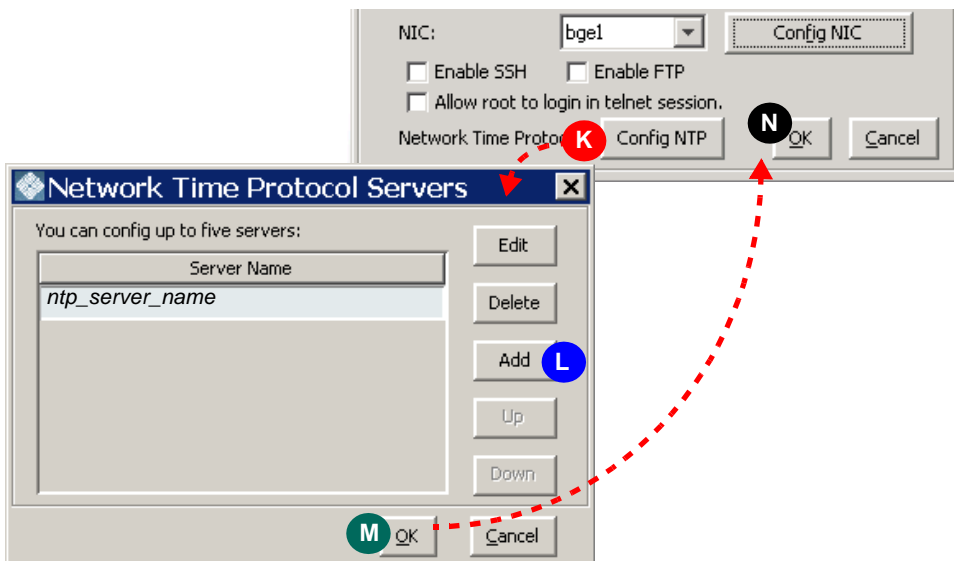 NIC: bge1 Config NIC
Enable SSH Enable FTP
Allow root to login in telnet session.
Network Time Protoc K Config NTP N OK Cancel
Network Time Protocol Servers
You can config up to five servers:
Server Name
ntp_server_name
Edit
Delete
Add L
Up
Down
M OK Cancel